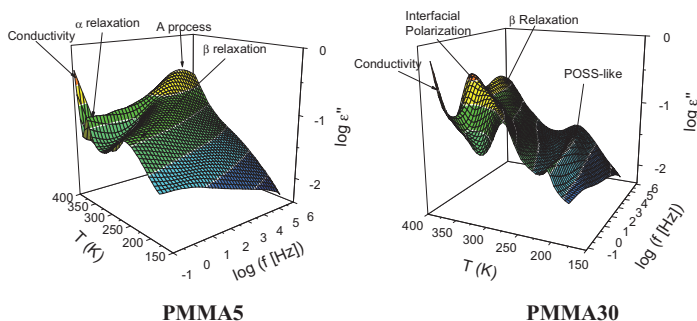 α relaxation
A process
Conductivity
β relaxation
0
-1
-2
log ε"
400
350
300
250
200
150
T (K)
-1 0 1 2 3 4 5 6
log (f [Hz])
PMMA5
Interfacial
Polarization
β Relaxation
Conductivity
POSS-like
0
-1
-2
log ε"
400 350 300 250 200 150
T (K)
-1 0 1 2 3 4 5 6
log (f [Hz])
PMMA30